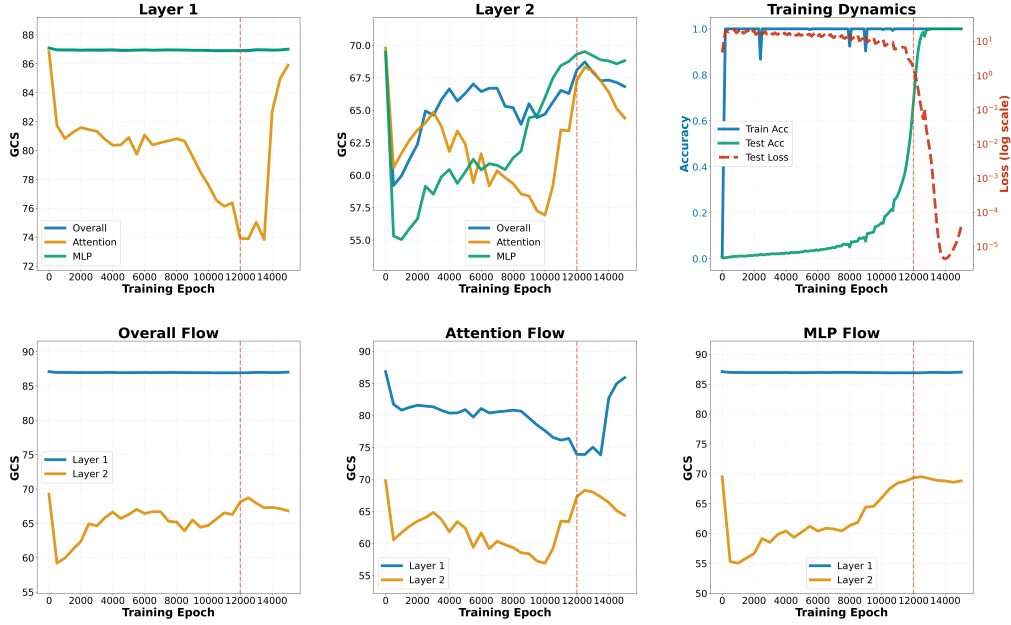 Layer 1
GCS
88
86
84
82
80
78
76
74
72
Overall
Attention
MLP
0 2000 4000 6000 8000 10000 12000 14000
Training Epoch
Layer 2
GCS
70.0
67.5
65.0
62.5
60.0
57.5
55.0
Overall
Attention
MLP
0 2000 4000 6000 8000 10000 12000 14000
Training Epoch
Training Dynamics
Accuracy
1.0
0.8
0.6
0.4
0.2
0.0
Train Acc
Test Acc
Test Loss
10^1
10^0
10^-1
10^-2
10^-3
10^-4
10^-5
Loss (log scale)
0 2000 4000 6000 8000 10000 12000 14000
Training Epoch
Overall Flow
GCS
90
85
80
75
70
65
60
55
Layer 1
Layer 2
0 2000 4000 6000 8000 10000 12000 14000
Training Epoch
Attention Flow
GCS
90
85
80
75
70
65
60
55
Layer 1
Layer 2
0 2000 4000 6000 8000 10000 12000 14000
Training Epoch
MLP Flow
GCS
90
85
80
75
70
65
60
55
50
Layer 1
Layer 2
0 2000 4000 6000 8000 10000 12000 14000
Training Epoch